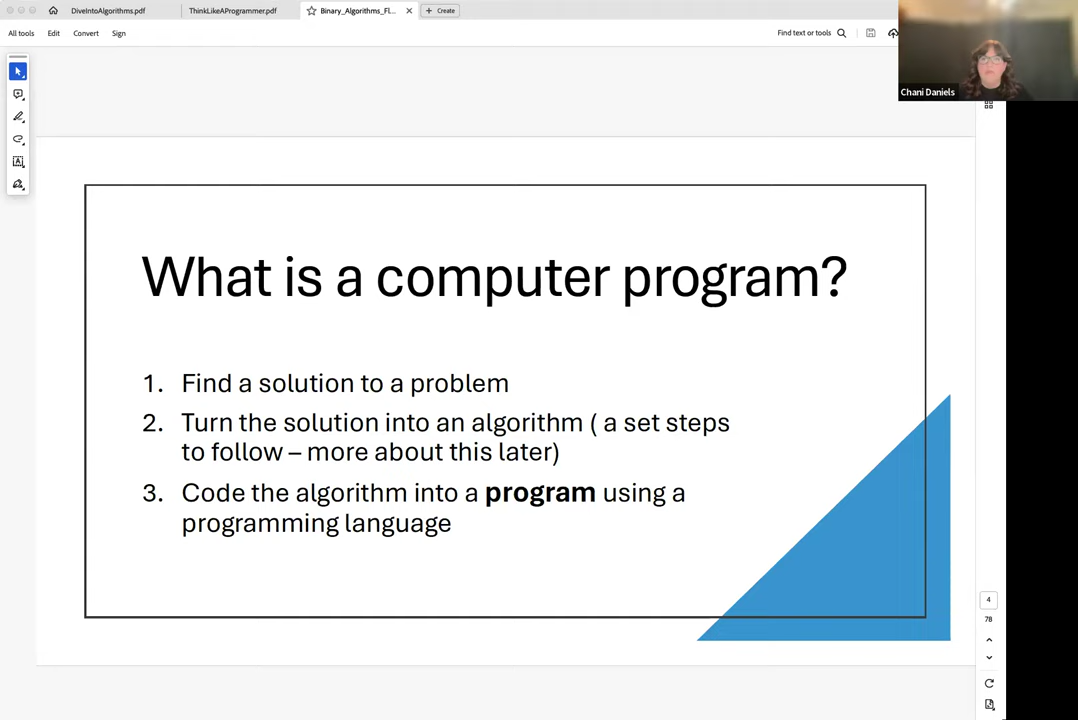 DiveIntoAlgorithms.pdf
ThinkLikeAProgrammer.pdf
Binary_Algorithms_Fl...
Create
All tools
Edit
Convert
Sign
Find text or tools
Chani Daniels
What is a computer program?
1. Find a solution to a problem
2. Turn the solution into an algorithm ( a set steps
to follow – more about this later)
3. Code the algorithm into a program using a
programming language
4
78